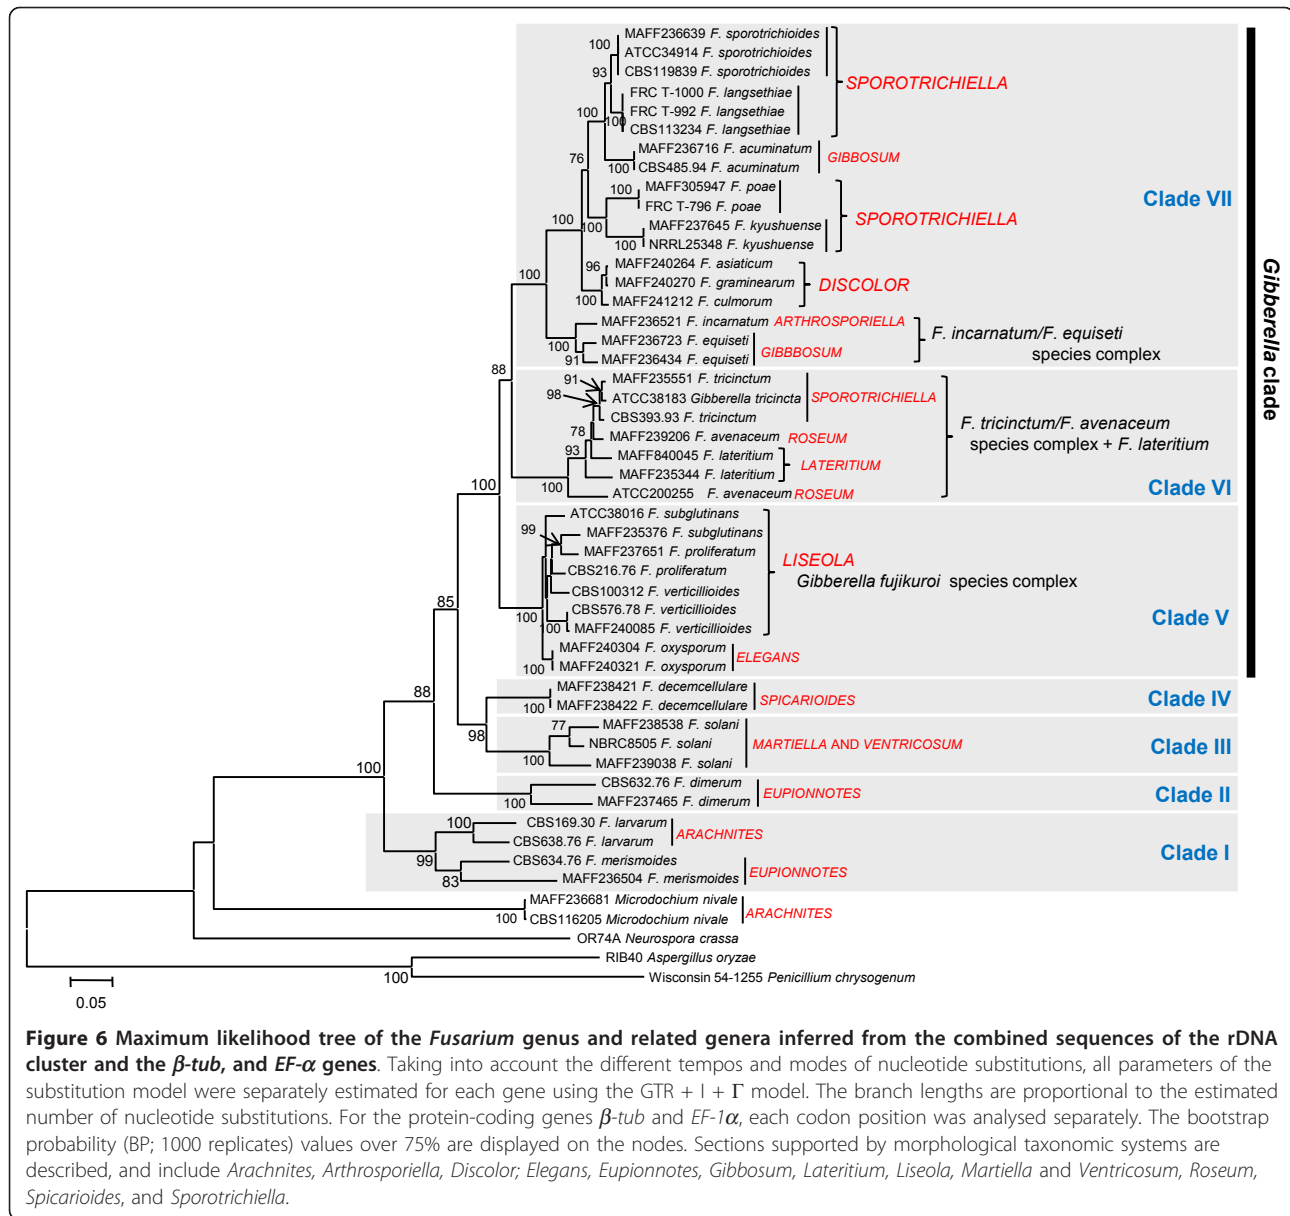 MAFF236639 F. sporotrichioides
ATCC34914 F. sporotrichioides
CBS119839 F. sporotrichioides
100
93
SPOROTRICHIELLA
FRC T-1000 F. langsethiae
FRC T-992 F. langsethiae
CBS113234 F. langsethiae
100
100
MAFF236716 F. acuminatum
CBS485.94 F. acuminatum
100
GIBBOSUM
76
MAFF305947 F. poae
FRC T-796 F. poae
100
Clade VII
SPOROTRICHIELLA
100
MAFF237645 F. kyushuense
NRRL25348 F. kyushuense
100
100
MAFF240264 F. asiaticum
MAFF240270 F. graminearum
MAFF241212 F. culmorum
96
100
DISCOLOR
100
MAFF236521 F. incarnatum ARTHROSPORIELLA
MAFF236723 F. equiseti
MAFF236434 F. equiseti
100
91
GIBBBOSUM
F. incarnatum/F. equiseti
species complex
Gibberella clade
88
MAFF235551 F. tricinctum
ATCC38183 Gibberella tricincta
CBS393.93 F. tricinctum
91
98
SPOROTRICHIELLA
MAFF239206 F. avenaceum ROSEUM
78
MAFF840045 F. lateritium
MAFF235344 F. lateritium
93
LATERITIUM
ATCC200255 F. avenaceum ROSEUM
100
F. tricinctum/F. avenaceum
species complex + F. lateritium
Clade VI
100
ATCC38016 F. subglutinans
MAFF235376 F. subglutinans
MAFF237651 F. proliferatum
CBS216.76 F. proliferatum
CBS100312 F. verticillioides
CBS576.78 F. verticillioides
MAFF240085 F. verticillioides
99
100
100
LISEOLA
Gibberella fujikuroi species complex
Clade V
MAFF240304 F. oxysporum
MAFF240321 F. oxysporum
100
ELEGANS
85
MAFF238421 F. decemcellulare
MAFF238422 F. decemcellulare
100
SPICARIOIDES
Clade IV
88
98
MAFF238538 F. solani
NBRC8505 F. solani
MAFF239038 F. solani
77
100
MARTIELLA AND VENTRICOSUM
Clade III
100
CBS632.76 F. dimerum
MAFF237465 F. dimerum
100
EUPIONNOTES
Clade II
CBS169.30 F. larvarum
CBS638.76 F. larvarum
100
ARACHNITES
99
CBS634.76 F. merismoides
MAFF236504 F. merismoides
83
EUPIONNOTES
Clade I
MAFF236681 Microdochium nivale
CBS116205 Microdochium nivale
100
ARACHNITES
OR74A Neurospora crassa
RIB40 Aspergillus oryzae
Wisconsin 54-1255 Penicillium chrysogenum
100
0.05
Figure 6 Maximum likelihood tree of the Fusarium genus and related genera inferred from the combined sequences of the rDNA
cluster and the β-tub, and EF-α genes. Taking into account the different tempos and modes of nucleotide substitutions, all parameters of the
substitution model were separately estimated for each gene using the GTR + I + Γ model. The branch lengths are proportional to the estimated
number of nucleotide substitutions. For the protein-coding genes β-tub and EF-1α, each codon position was analysed separately. The bootstrap
probability (BP; 1000 replicates) values over 75% are displayed on the nodes. Sections supported by morphological taxonomic systems are
described, and include Arachnites, Arthrosporiella, Discolor; Elegans, Eupionnotes, Gibbosum, Lateritium, Liseola, Martiella and Ventricosum, Roseum,
Spicarioides, and Sporotrichiella.